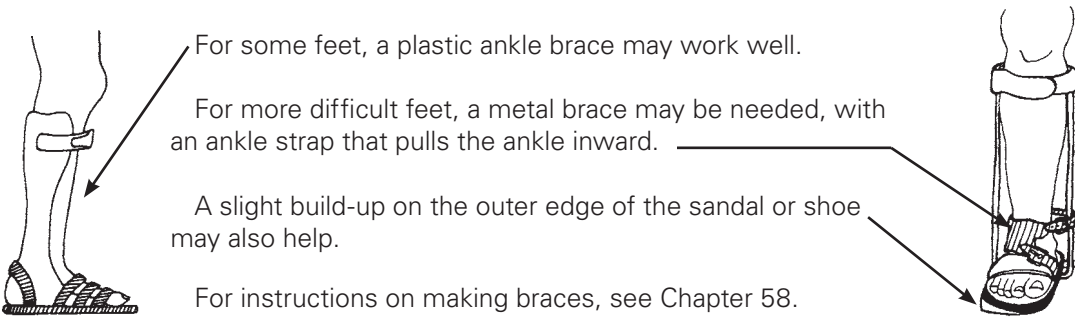 For some feet, a plastic ankle brace may work well.
For more difficult feet, a metal brace may be needed, with
an ankle strap that pulls the ankle inward.
A slight build-up on the outer edge of the sandal or shoe
may also help.
For instructions on making braces, see Chapter 58.